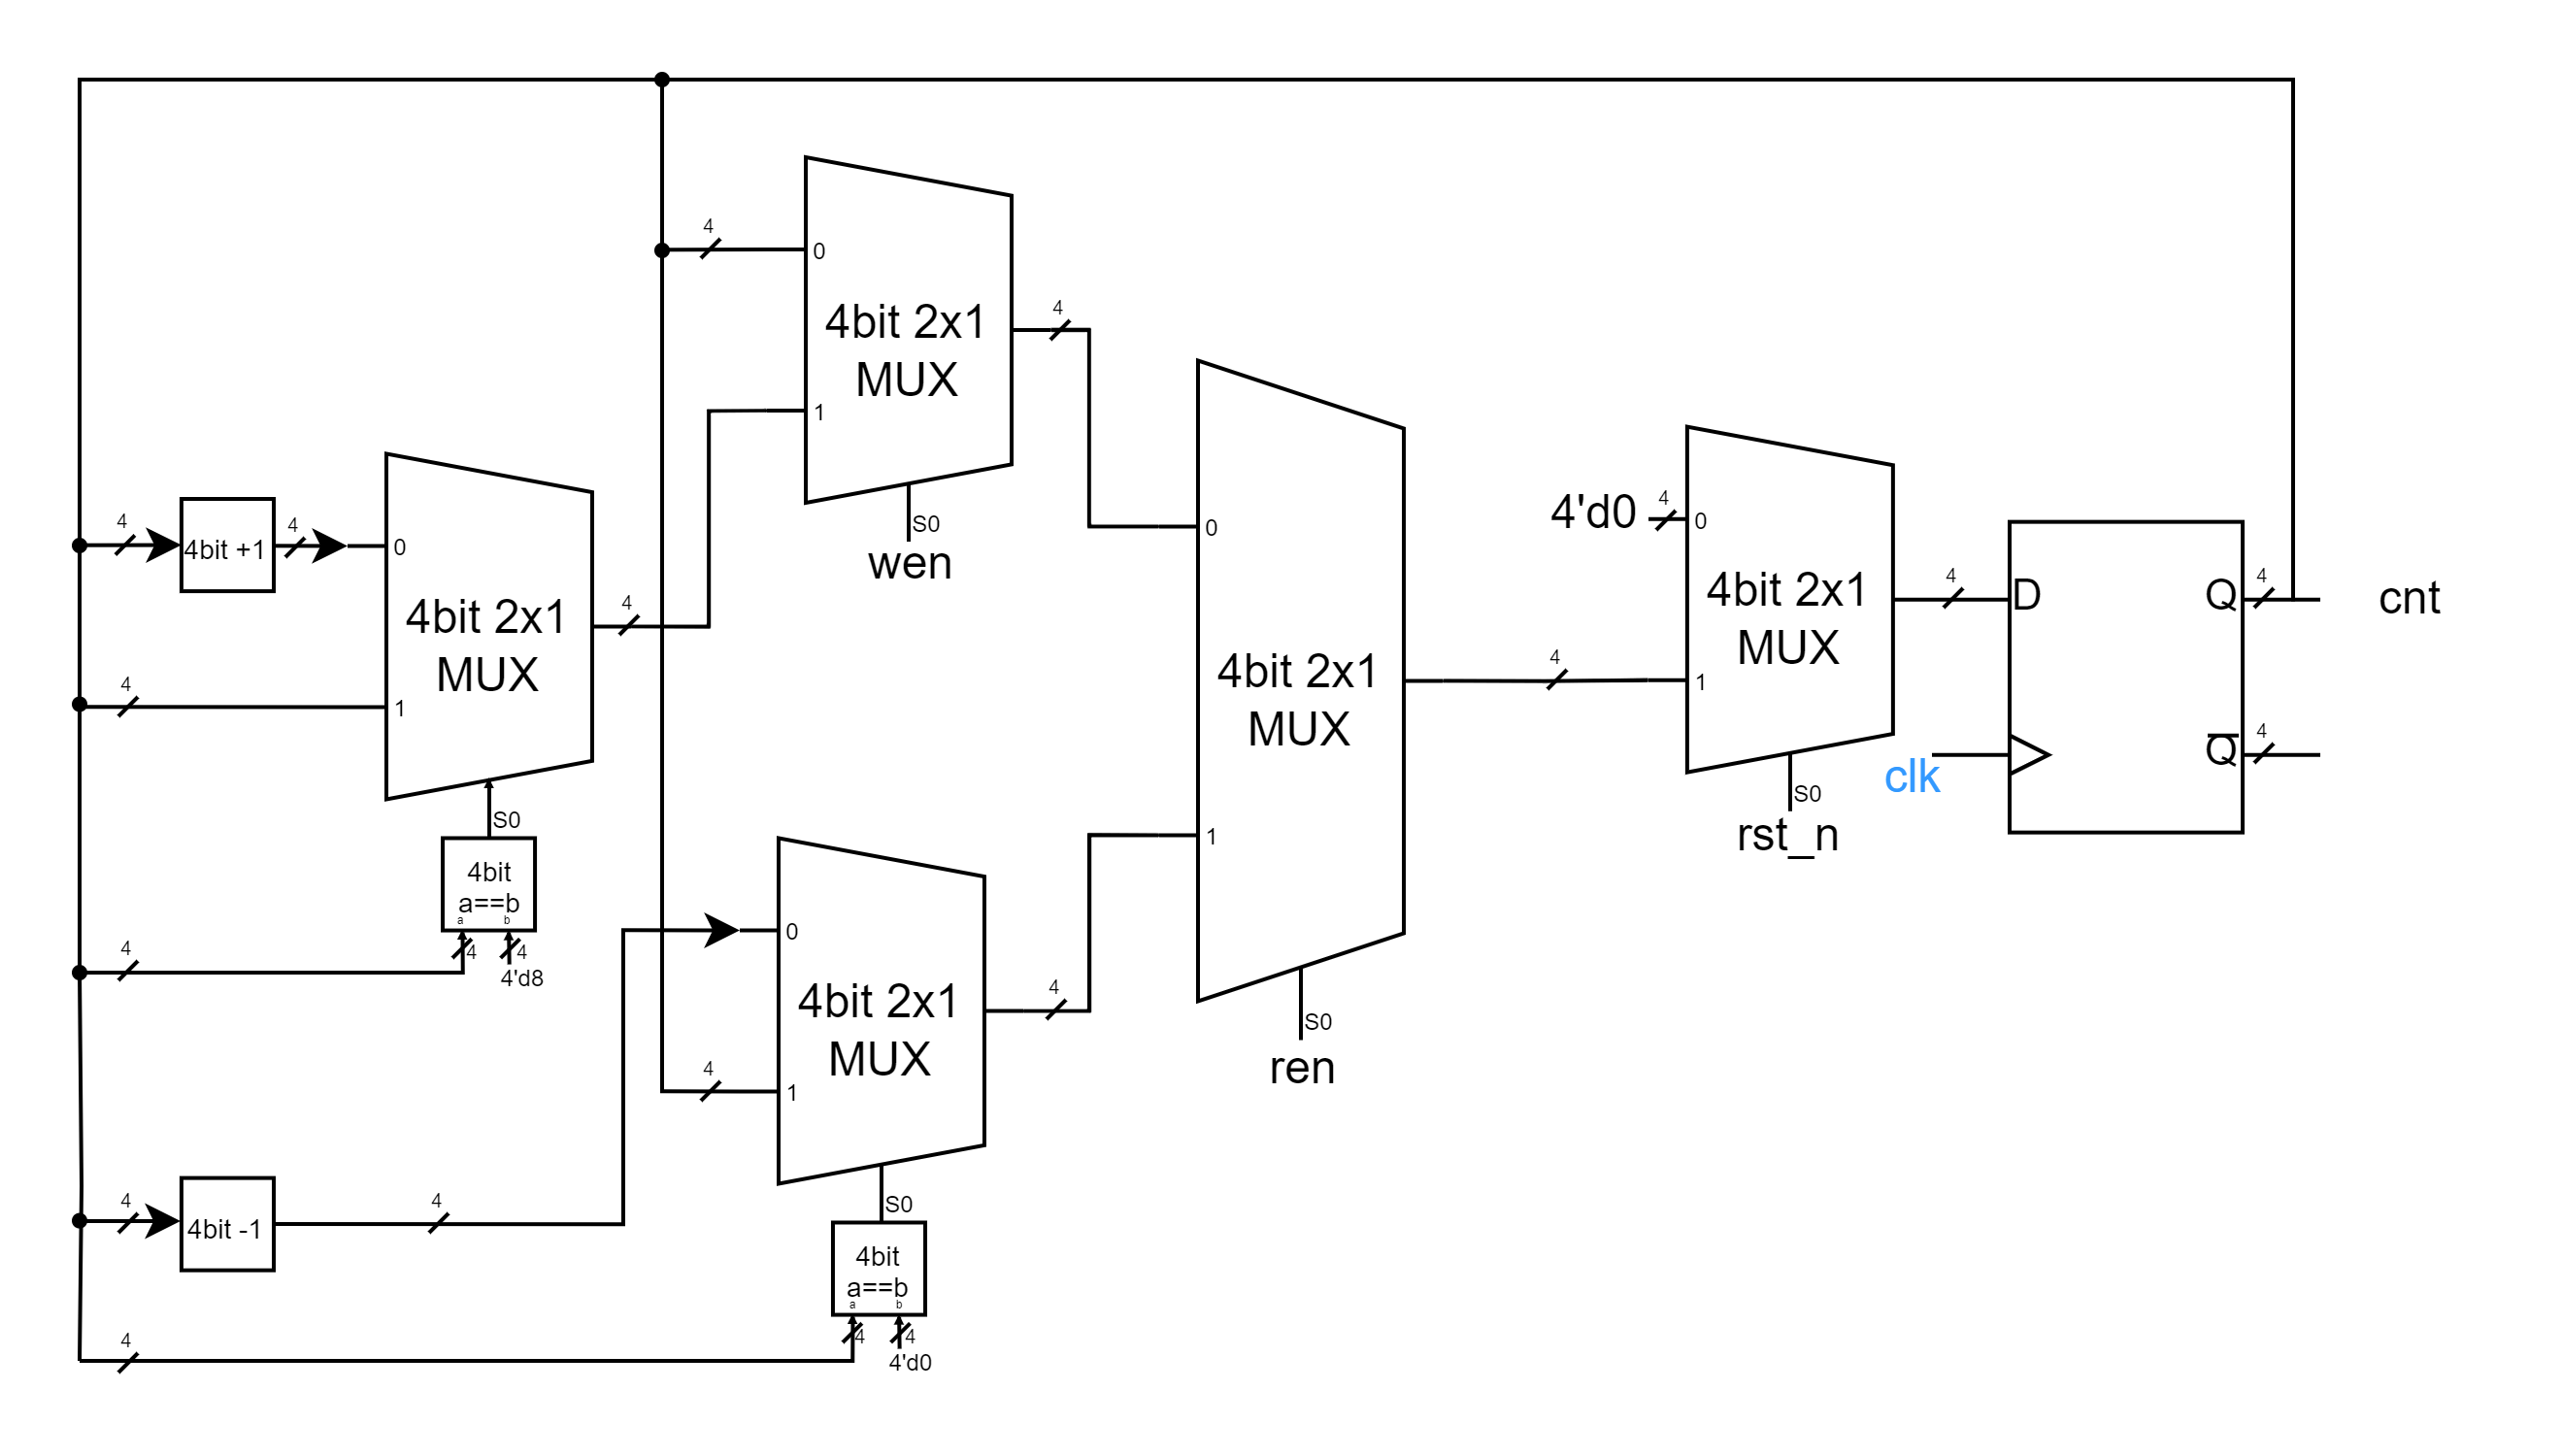 4
0
4bit 2x1
MUX
1
S0
wen
4
4
4bit +1
4
0
4bit 2x1
MUX
1
4
4
S0
4bit
a==b
a b
4 4
4'd8
4
0
4bit 2x1
MUX
1
S0
ren
4'd0
4
0
4bit 2x1
MUX
1
4
S0
rst_n
4
D
Q
4
cnt
clk
Q
4
0
4bit 2x1
MUX
1
4
4
S0
4
4bit -1
4
4bit
a==b
a b
4 4
4'd0
4